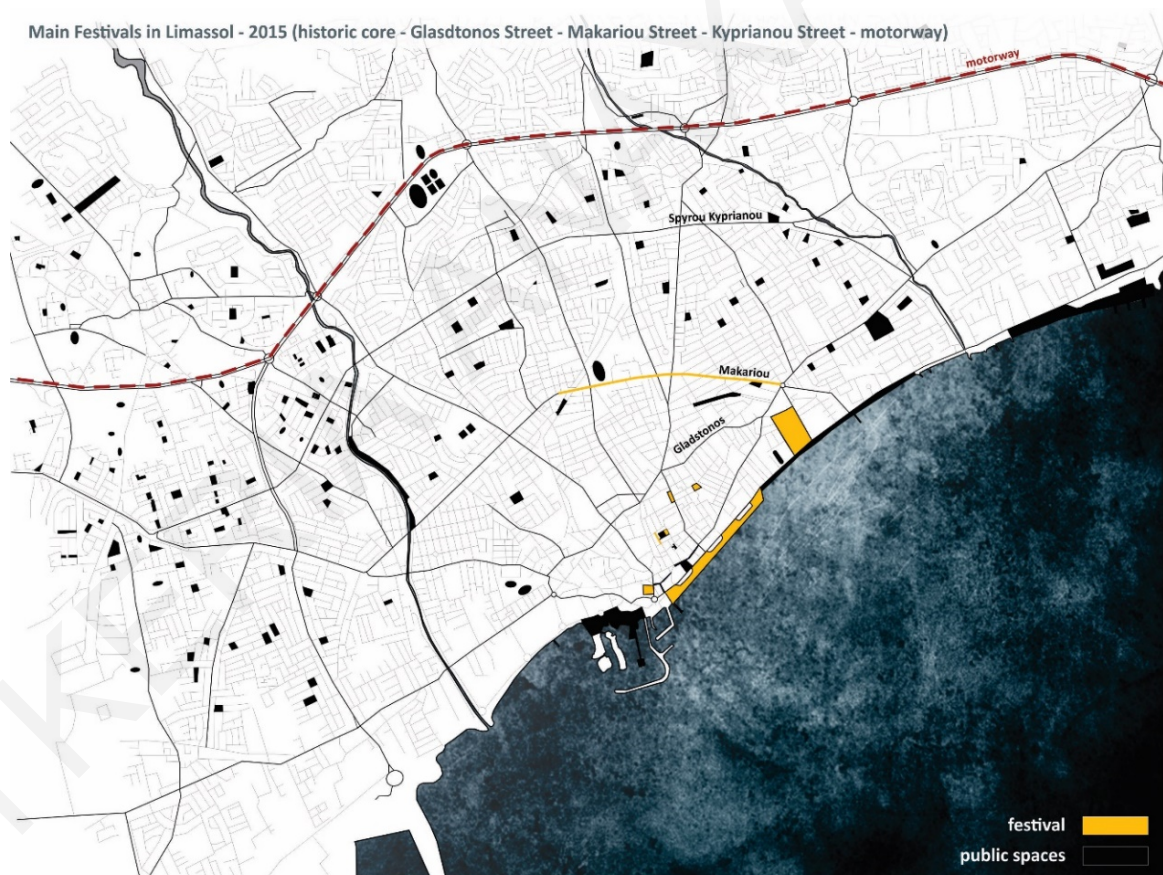 Main Festivals in Limassol - 2015 (historic core - Glasdtonos Street - Makariou Street - Kyprianou Street - motorway)
motorway
Spyrou Kyprianou
Makariou
Gladstonos
festival
public spaces